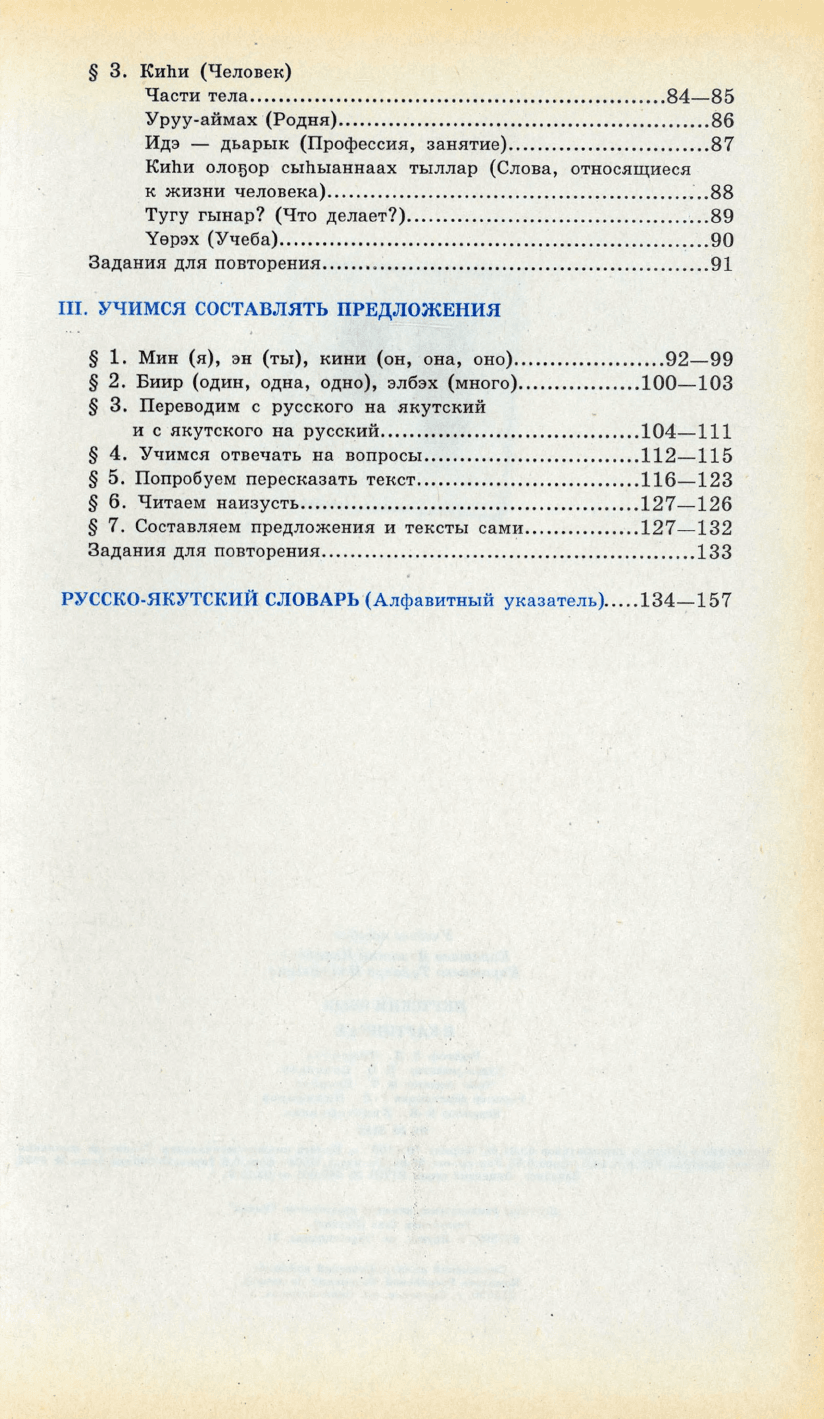 § 3. Киһи (Человек)
Части тела..........84—85
Уруу-аймах (Родня)..........86
Идэ — дьарык (Профессия, занятие)..........87
Киһи олоҕор сыһыаннаах тыллар (Слова, относящиеся
к жизни человека)..........88
Тугу гынар? (Что делает?)..........89
Үөрэх (Учеба)..........90
Задания для повторения..........91
III. УЧИМСЯ СОСТАВЛЯТЬ ПРЕДЛОЖЕНИЯ
§ 1. Мин (я), эн (ты), кини (он, она, оно)..........92—99
§ 2. Биир (один, одна, одно), элбэх (много)..........100—103
§ 3. Переводим с русского на якутский
и с якутского на русский..........104—111
§ 4. Учимся отвечать на вопросы..........112—115
§ 5. Попробуем пересказать текст..........116—123
§ 6. Читаем наизусть..........127—126
§ 7. Составляем предложения и тексты сами..........127—132
Задания для повторения..........133
РУССКО-ЯКУТСКИЙ СЛОВАРЬ (Алфавитный указатель).....134—157